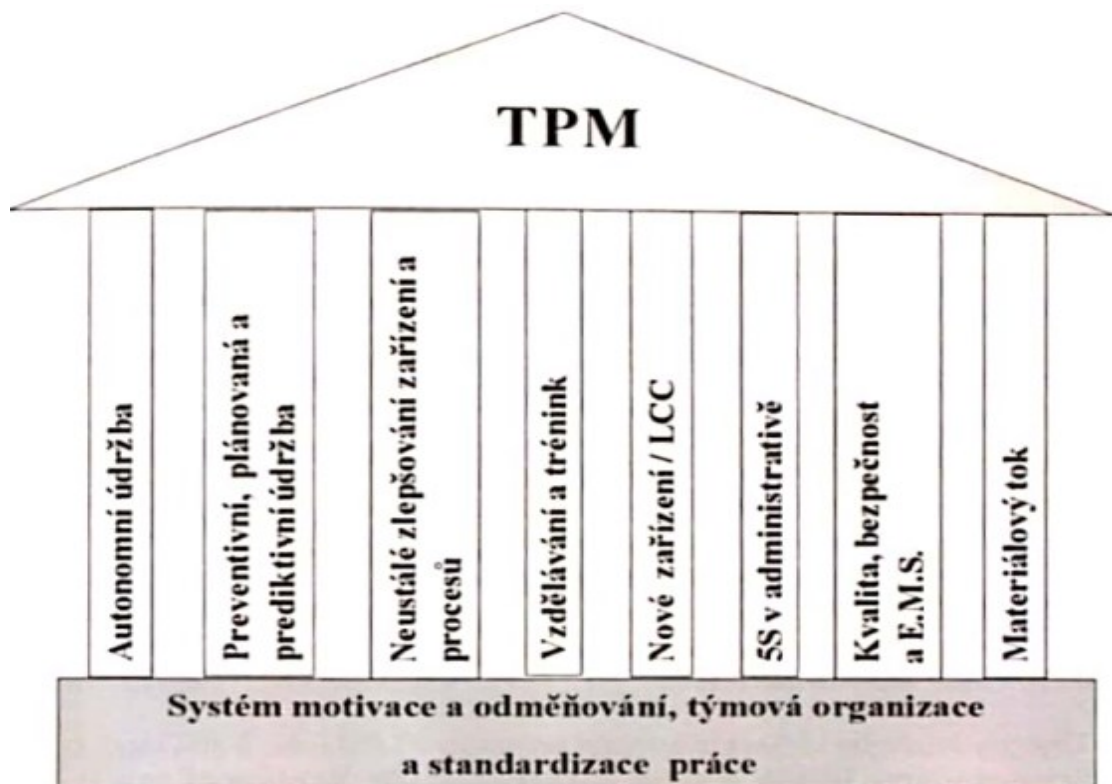 TPM
Autonomní údržba
Preventivní, plánovaná a
prediktivní údržba
Neustálé zlepšování zařízení a
procesů
Vzdělávání a trénink
Nové zařízení / LCC
5S v administrativě
Kvalita, bezpečnost
a E.M.S.
Materiálový tok
Systém motivace a odměňování, týmová organizace
a standardizace práce